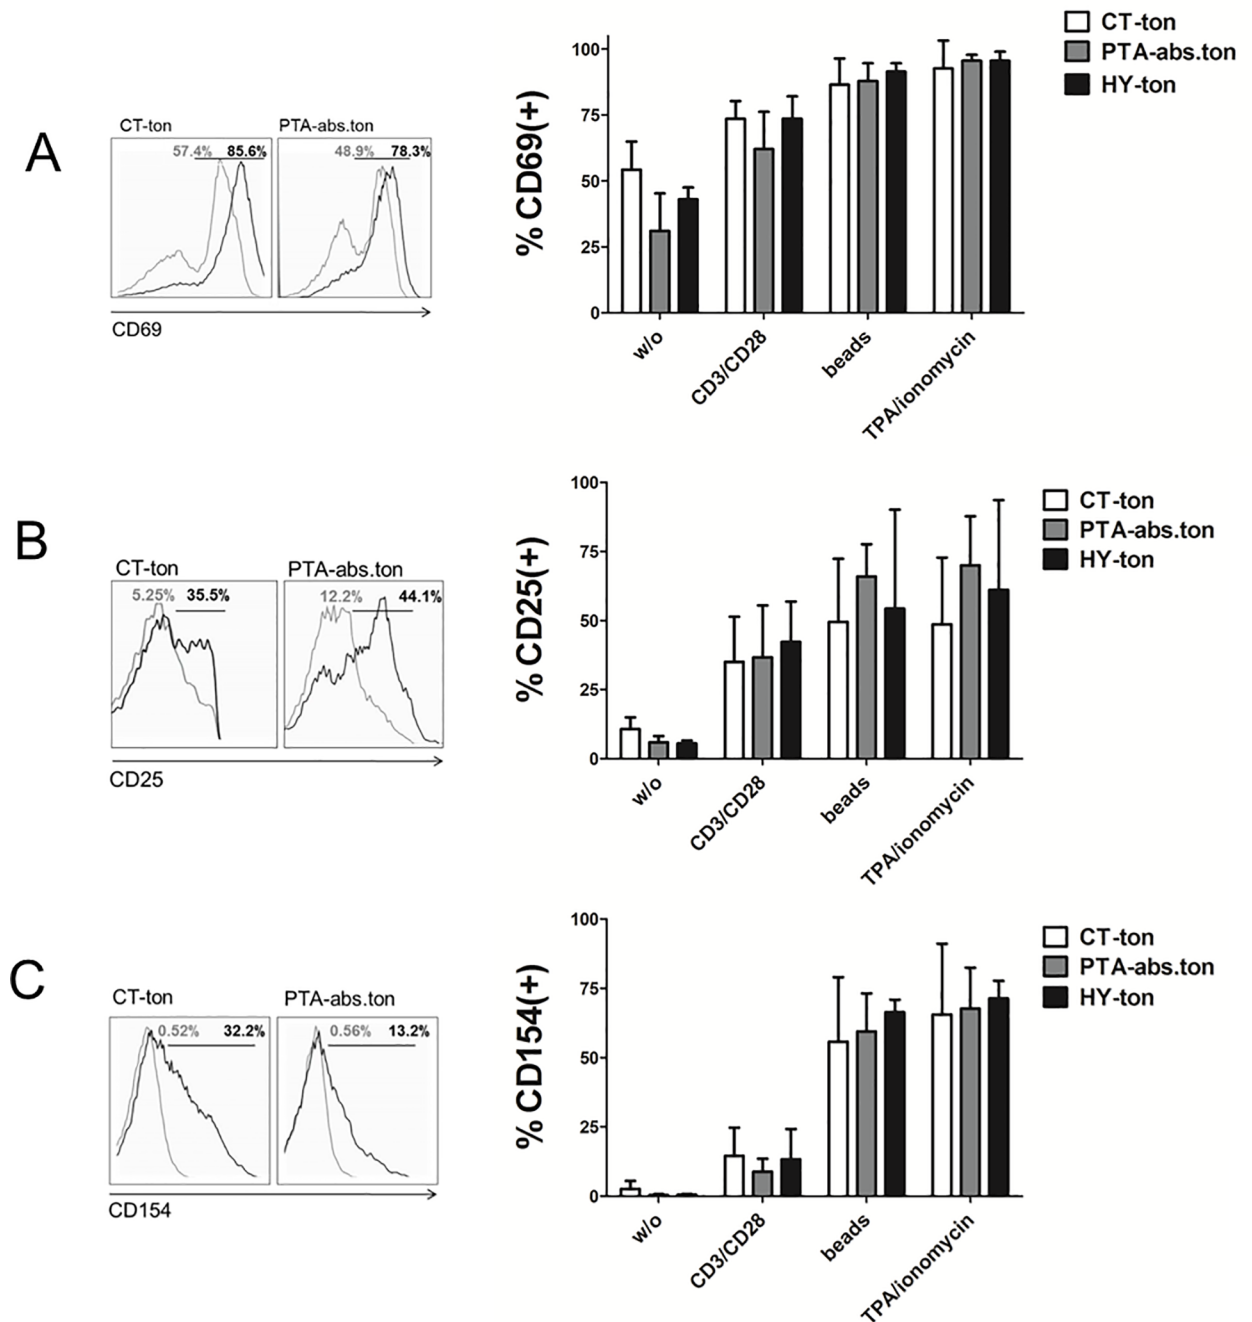 A
CT-ton
PTA-abs.ton
57.4% 85.6%
48.9% 78.3%
CD69
% CD69(+)
100
75
50
25
0
w/o
CD3/CD28
beads
TPA/ionomycin
CT-ton
PTA-abs.ton
HY-ton
B
CT-ton
PTA-abs.ton
5.25% 35.5%
12.2% 44.1%
CD25
% CD25(+)
100
75
50
25
0
w/o
CD3/CD28
beads
TPA/ionomycin
CT-ton
PTA-abs.ton
HY-ton
C
CT-ton
PTA-abs.ton
0.52% 32.2%
0.56% 13.2%
CD154
% CD154(+)
100
75
50
25
0
w/o
CD3/CD28
beads
TPA/ionomycin
CT-ton
PTA-abs.ton
HY-ton